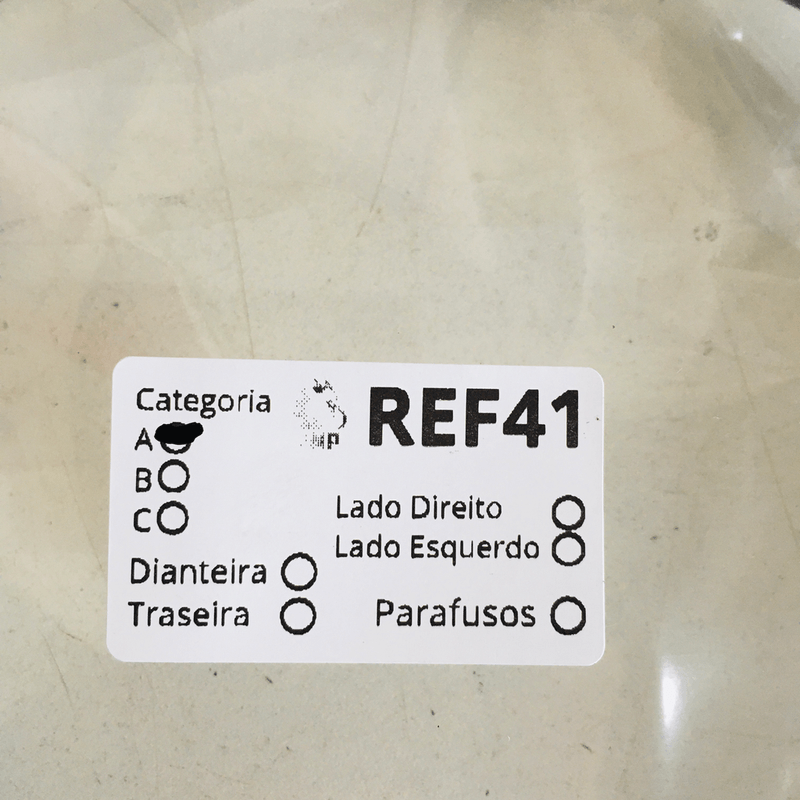 Categoria
REF41
A
B
C
Lado Direito
Lado Esquerdo
Dianteira
Traseira
Parafusos